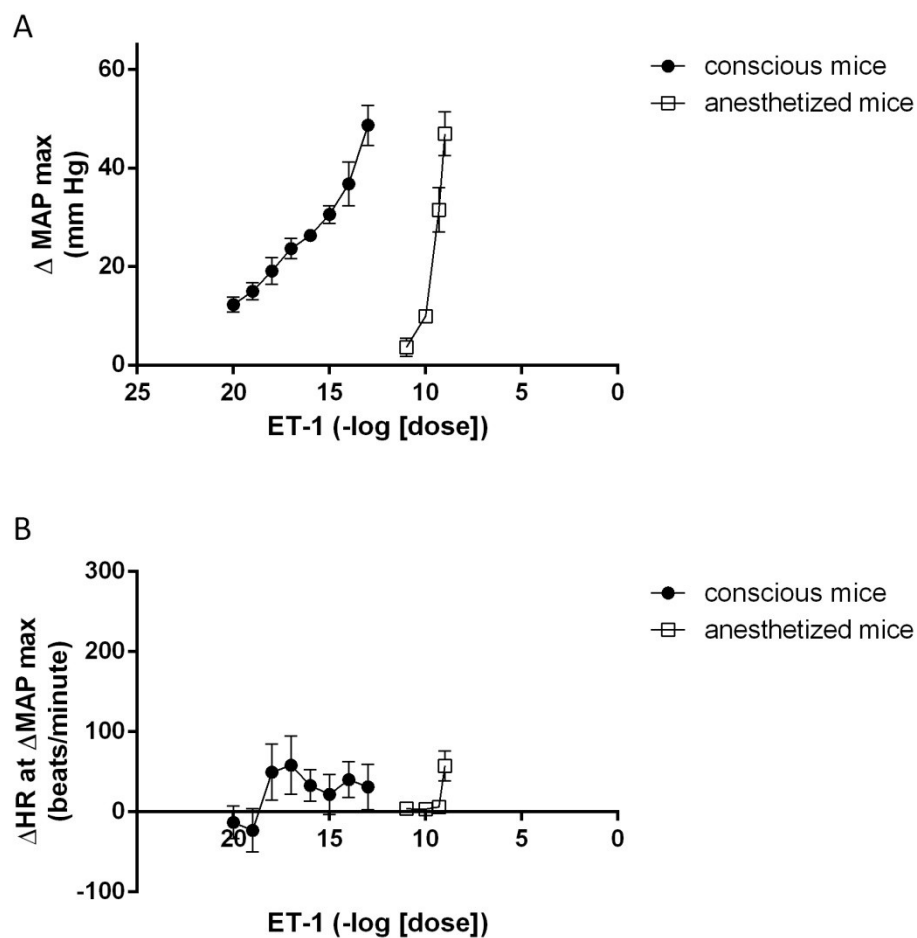 A
Δ MAP max
(mm Hg)
60
40
20
0
25 20 15 10 5 0
ET-1 (-log [dose])
conscious mice
anesthetized mice
B
ΔHR at ΔMAP max
(beats/minute)
300
200
100
0
-100
20 15 10 5 0
ET-1 (-log [dose])
conscious mice
anesthetized mice